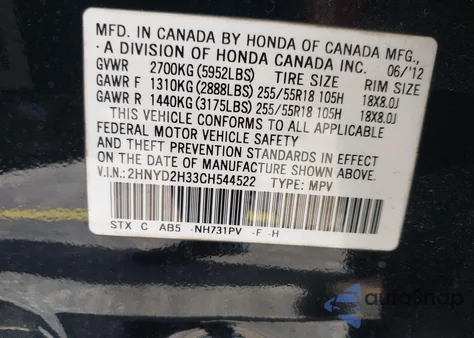 MFD. IN CANADA BY HONDA OF CANADA MFG.,
· A DIVISION OF HONDA CANADA INC. 06/'12
GVWR 2700KG (5952LBS) TIRE SIZE RIM SIZE
GAWR F 1310KG (2888LBS) 255/55R18 105H 18X8.0J
GAWR R 1440KG (3175LBS) 255/55R18 105H 18X8.0J
THIS VEHICLE CONFORMS TO ALL APPLICABLE
FEDERAL MOTOR VEHICLE SAFETY, BUMPER,
AND THEFT PREVENTION STANDARDS IN EFFECT
ON THE DATE OF MANUFACTURE SHOWN ABOVE.
V.I.N.: 2HNYD2H33CH544522 TYPE: MPV
STX C AB5 -NH731PV -F -H
autoSnap